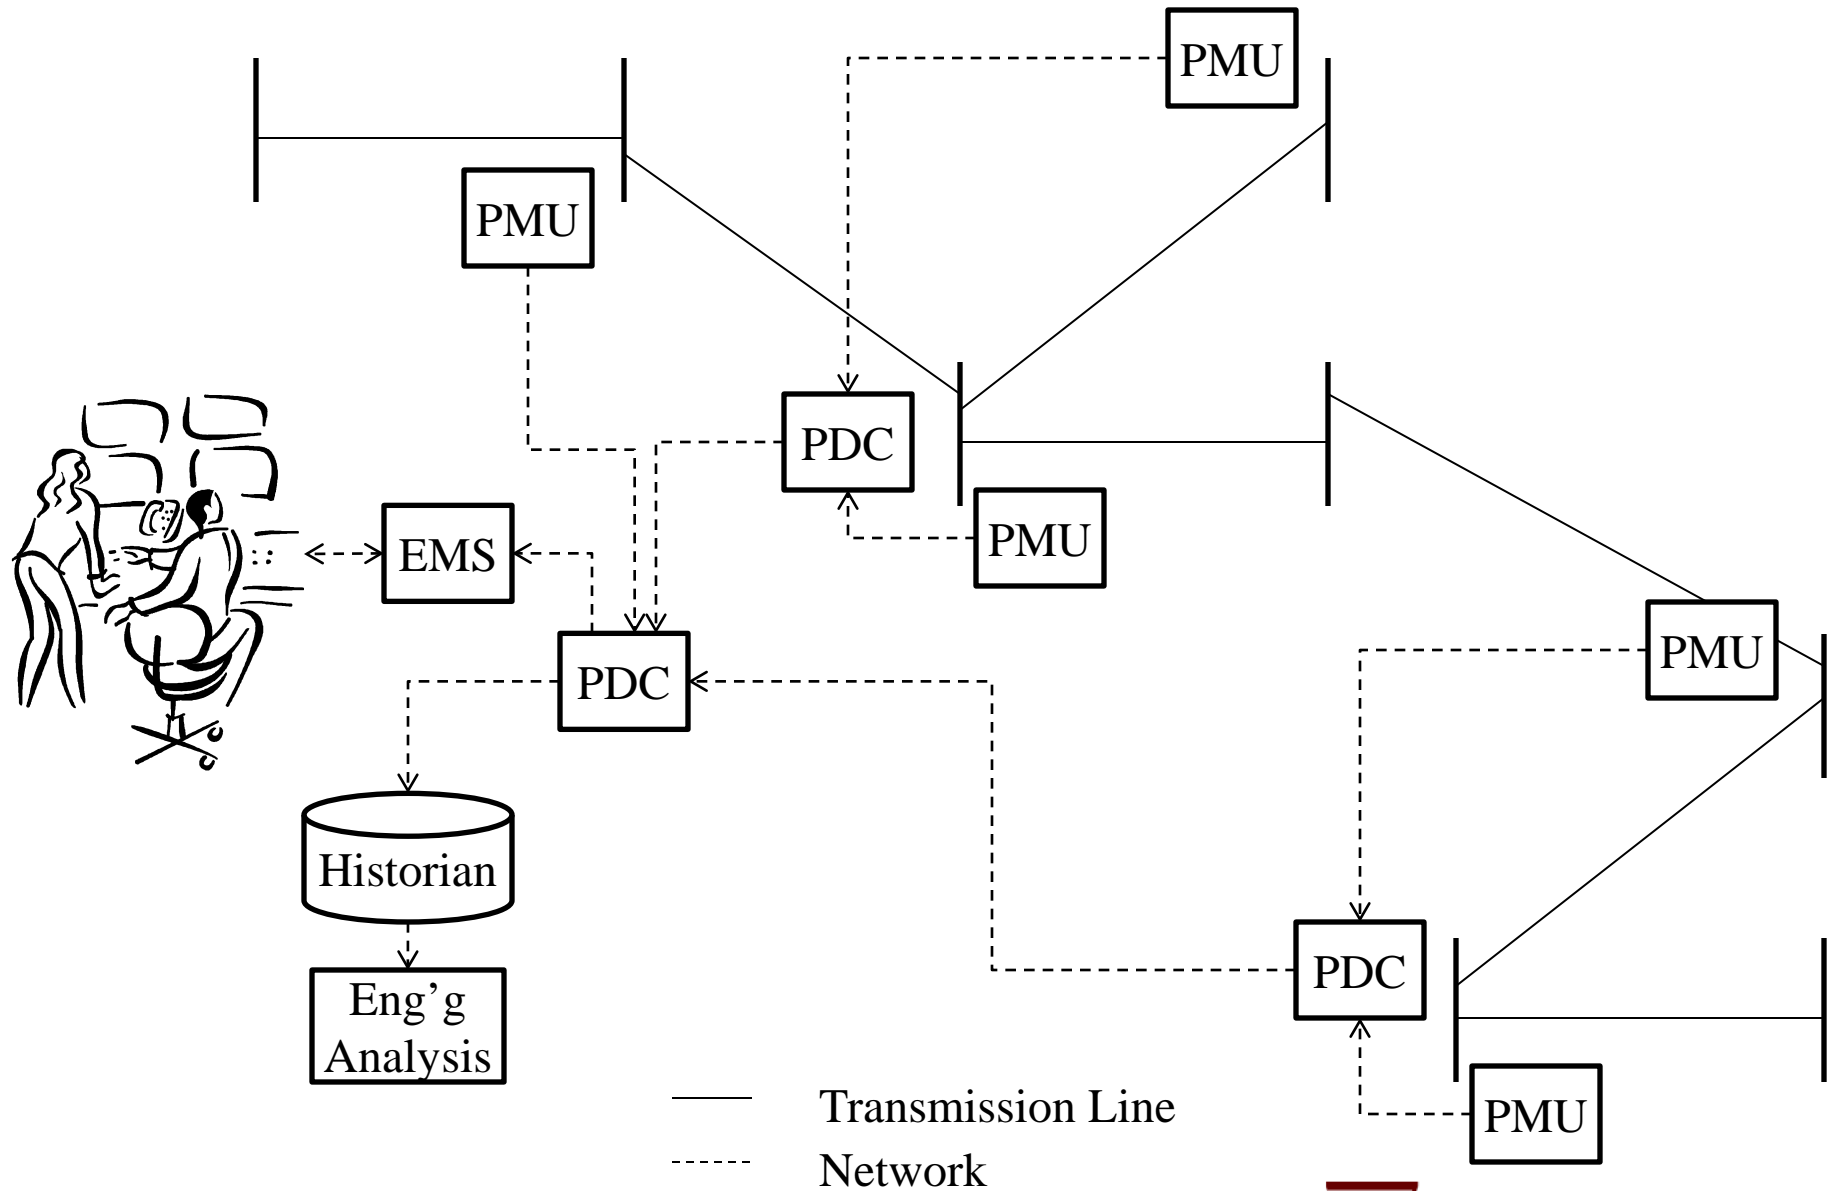 PMU
PMU
PDC
PMU
EMS
PMU
PDC
Historian
PDC
Eng’g
Analysis
Transmission Line
PMU
Network